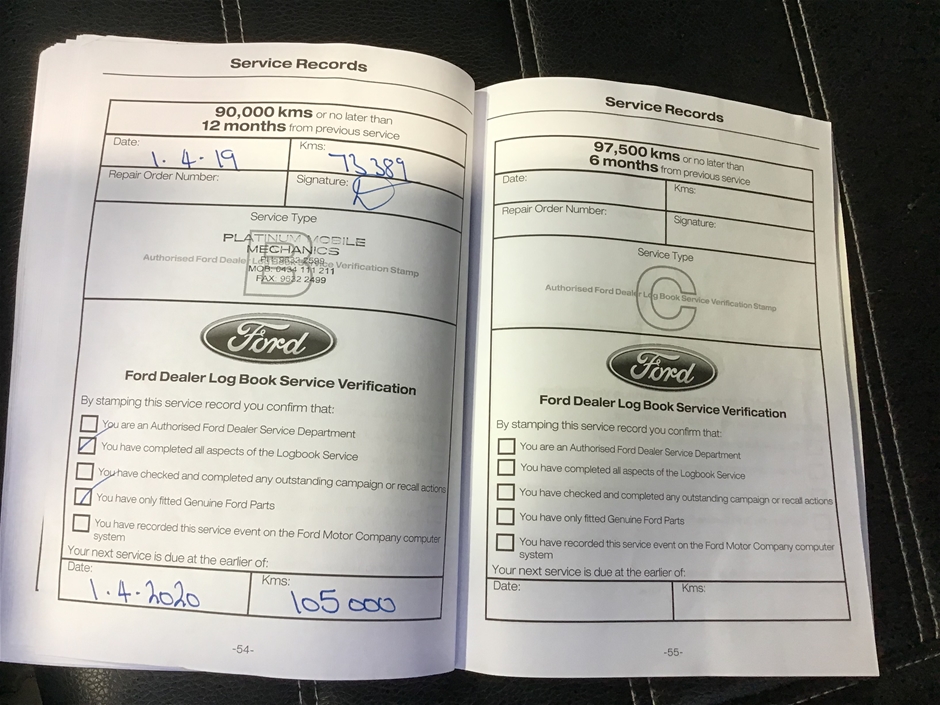 Service Records
90,000 kms or no later than
12 months from previous service
Date:
1.4.19
Kms:
73389
Repair Order Number:
Signature:
Service Type
PLATINUM MOBILE
MECHANICS
Authorised Ford Dealer Log Book Service Verification Stamp
B
MOB: 0434 111 211
FAX: 9632 2499
Ford
Ford Dealer Log Book Service Verification
By stamping this service record you confirm that:
You are an Authorised Ford Dealer Service Department
You have completed all aspects of the Logbook Service
You have checked and completed any outstanding campaign or recall actions
You have only fitted Genuine Ford Parts
You have recorded this service event on the Ford Motor Company computer
system
Your next service is due at the earlier of:
Date:
1.4.2020
Kms:
105000
-54-
Service Records
97,500 kms or no later than
6 months from previous service
Date:
Kms:
Repair Order Number:
Signature:
Service Type
Authorised Ford Dealer Log Book Service Verification Stamp
C
Ford
Ford Dealer Log Book Service Verification
By stamping this service record you confirm that:
You are an Authorised Ford Dealer Service Department
You have completed all aspects of the Logbook Service
You have checked and completed any outstanding campaign or recall actions
You have only fitted Genuine Ford Parts
You have recorded this service event on the Ford Motor Company computer
system
Your next service is due at the earlier of:
Date:
Kms:
-55-